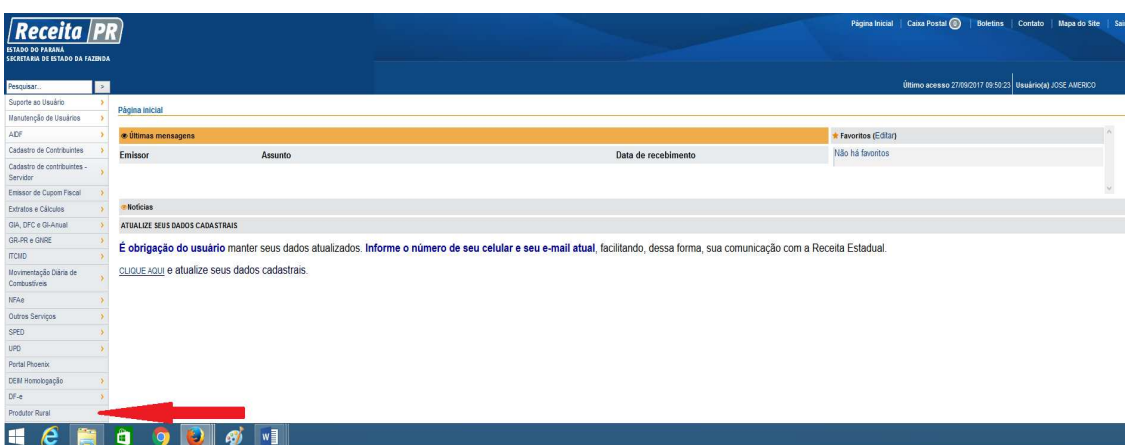 Receita PR
ESTADO DO PARANÁ
SECRETARIA DE ESTADO DA FAZENDA
Página Inicial | Caixa Postal 0 | Boletins | Contato | Mapa do Site | Sair
Pesquisar... >
Último acesso 27/09/2017 09:50:23 Usuário(a) JOSE AMERICO
Suporte ao Usuário
Manutenção de Usuários
AIDF
Cadastro de Contribuintes
Cadastro de contribuintes -
Servidor
Emissor de Cupom Fiscal
Extratos e Cálculos
GIA, DFC e GI-Anual
GR-PR e GNRE
ITCMD
Movimentação Diária de
Combustíveis
NFAe
Outros Serviços
SPED
UPD
Portal Phoenix
DEIM Homologação
DF-e
Produtor Rural
Página inicial
Últimas mensagens
Emissor Assunto Data de recebimento
Favoritos (Editar)
Não há favoritos
Notícias
ATUALIZE SEUS DADOS CADASTRAIS
É obrigação do usuário manter seus dados atualizados. Informe o número de seu celular e seu e-mail atual, facilitando, dessa forma, sua comunicação com a Receita Estadual.
CLIQUE AQUI e atualize seus dados cadastrais.